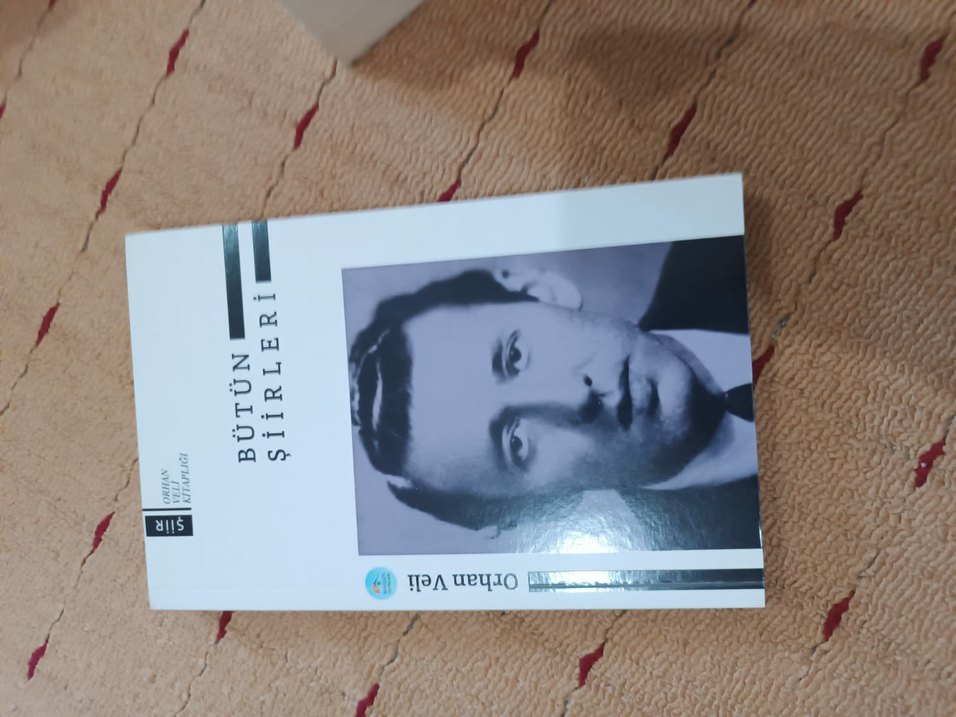 ŞİİR
ORHAN
VELİ
KİTAPLIĞI
BÜTÜN
ŞİİRLERİ
Orhan Veli